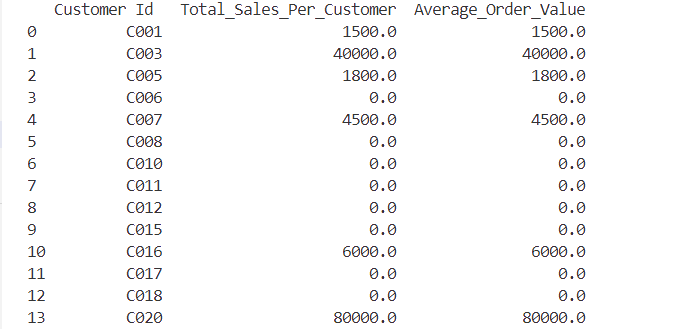 Customer Id  Total_Sales_Per_Customer  Average_Order_Value
0 C001 1500.0 1500.0
1 C003 40000.0 40000.0
2 C005 1800.0 1800.0
3 C006 0.0 0.0
4 C007 4500.0 4500.0
5 C008 0.0 0.0
6 C010 0.0 0.0
7 C011 0.0 0.0
8 C012 0.0 0.0
9 C015 0.0 0.0
10 C016 6000.0 6000.0
11 C017 0.0 0.0
12 C018 0.0 0.0
13 C020 80000.0 80000.0